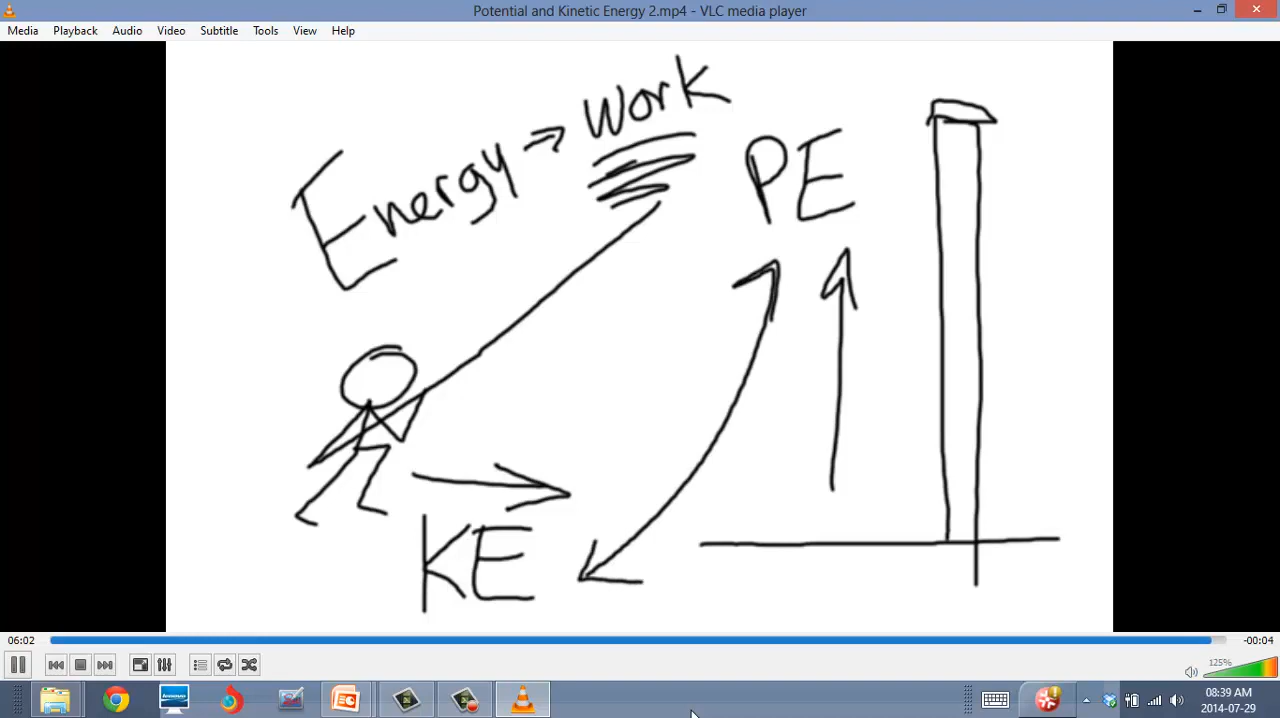 Potential and Kinetic Energy 2.mp4 - VLC media player
Media Playback Audio Video Subtitle Tools View Help
Energy → Work
PE
KE
06:02 -00:04
125%
08:39 AM
2014-07-29